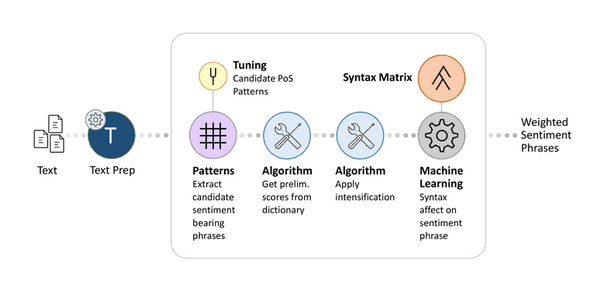 Tuning
Candidate PoS
Patterns
Syntax Matrix
T
Text
Text Prep
Patterns
Extract
candidate
sentiment
bearing
phrases
Algorithm
Get prelim.
scores from
dictionary
Algorithm
Apply
intensification
Machine
Learning
Syntax
affect on
sentiment
phrase
Weighted
Sentiment
Phrases